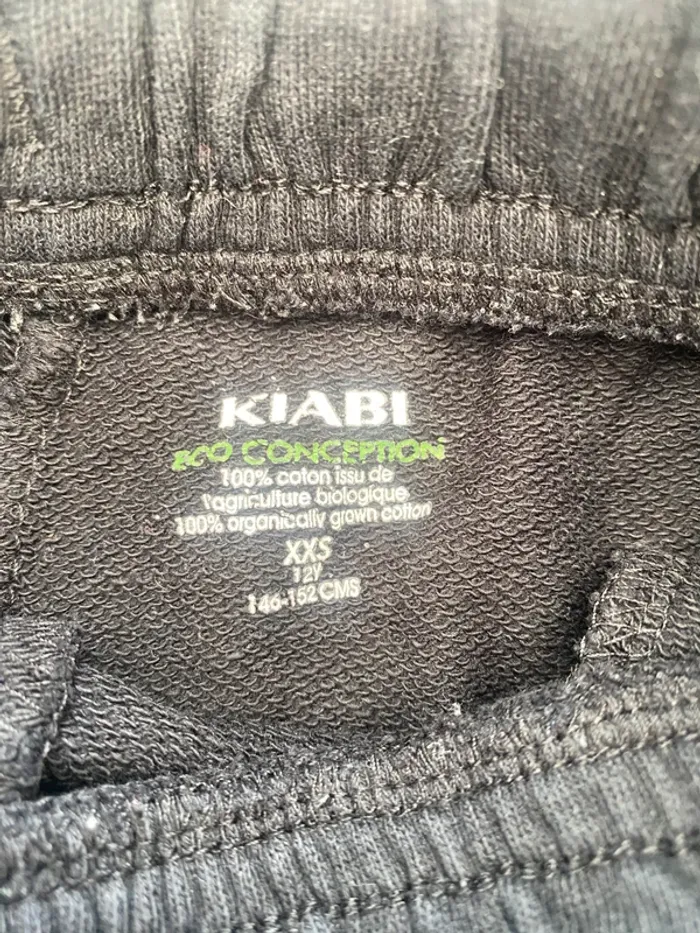 KIABI
ECO CONCEPTION
100% coton issu de
l'agriculture biologique
100% organically grown cotton
XXS
12Y
146-152 CMS